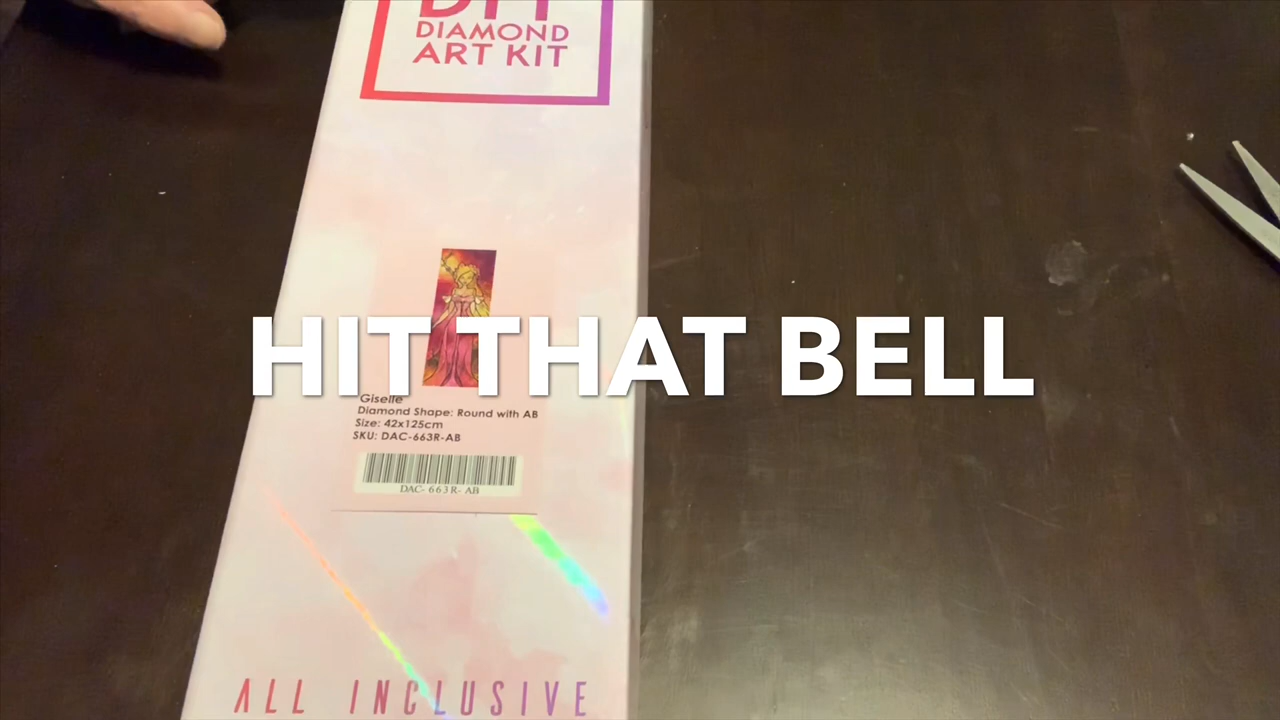 DIY
DIAMOND
ART KIT
HIT THAT BELL
Giselle
Diamond Shape: Round with AB
Size: 42x125cm
SKU: DAC-663R-AB
DAC- 663R- AB
ALL INCLUSIVE